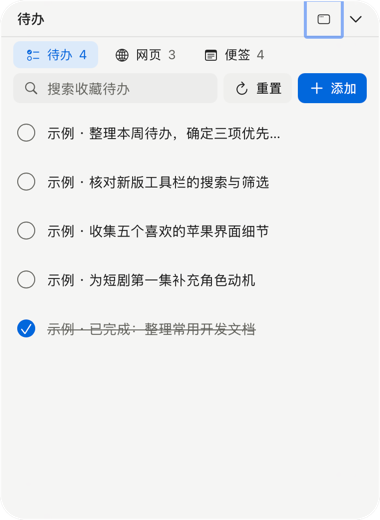 待办
待办 4 网页 3 便签 4
搜索收藏待办 重置 添加
示例 · 整理本周待办，确定三项优先...
示例 · 核对新版工具栏的搜索与筛选
示例 · 收集五个喜欢的苹果界面细节
示例 · 为短剧第一集补充角色动机
示例 · 已完成：整理常用开发文档